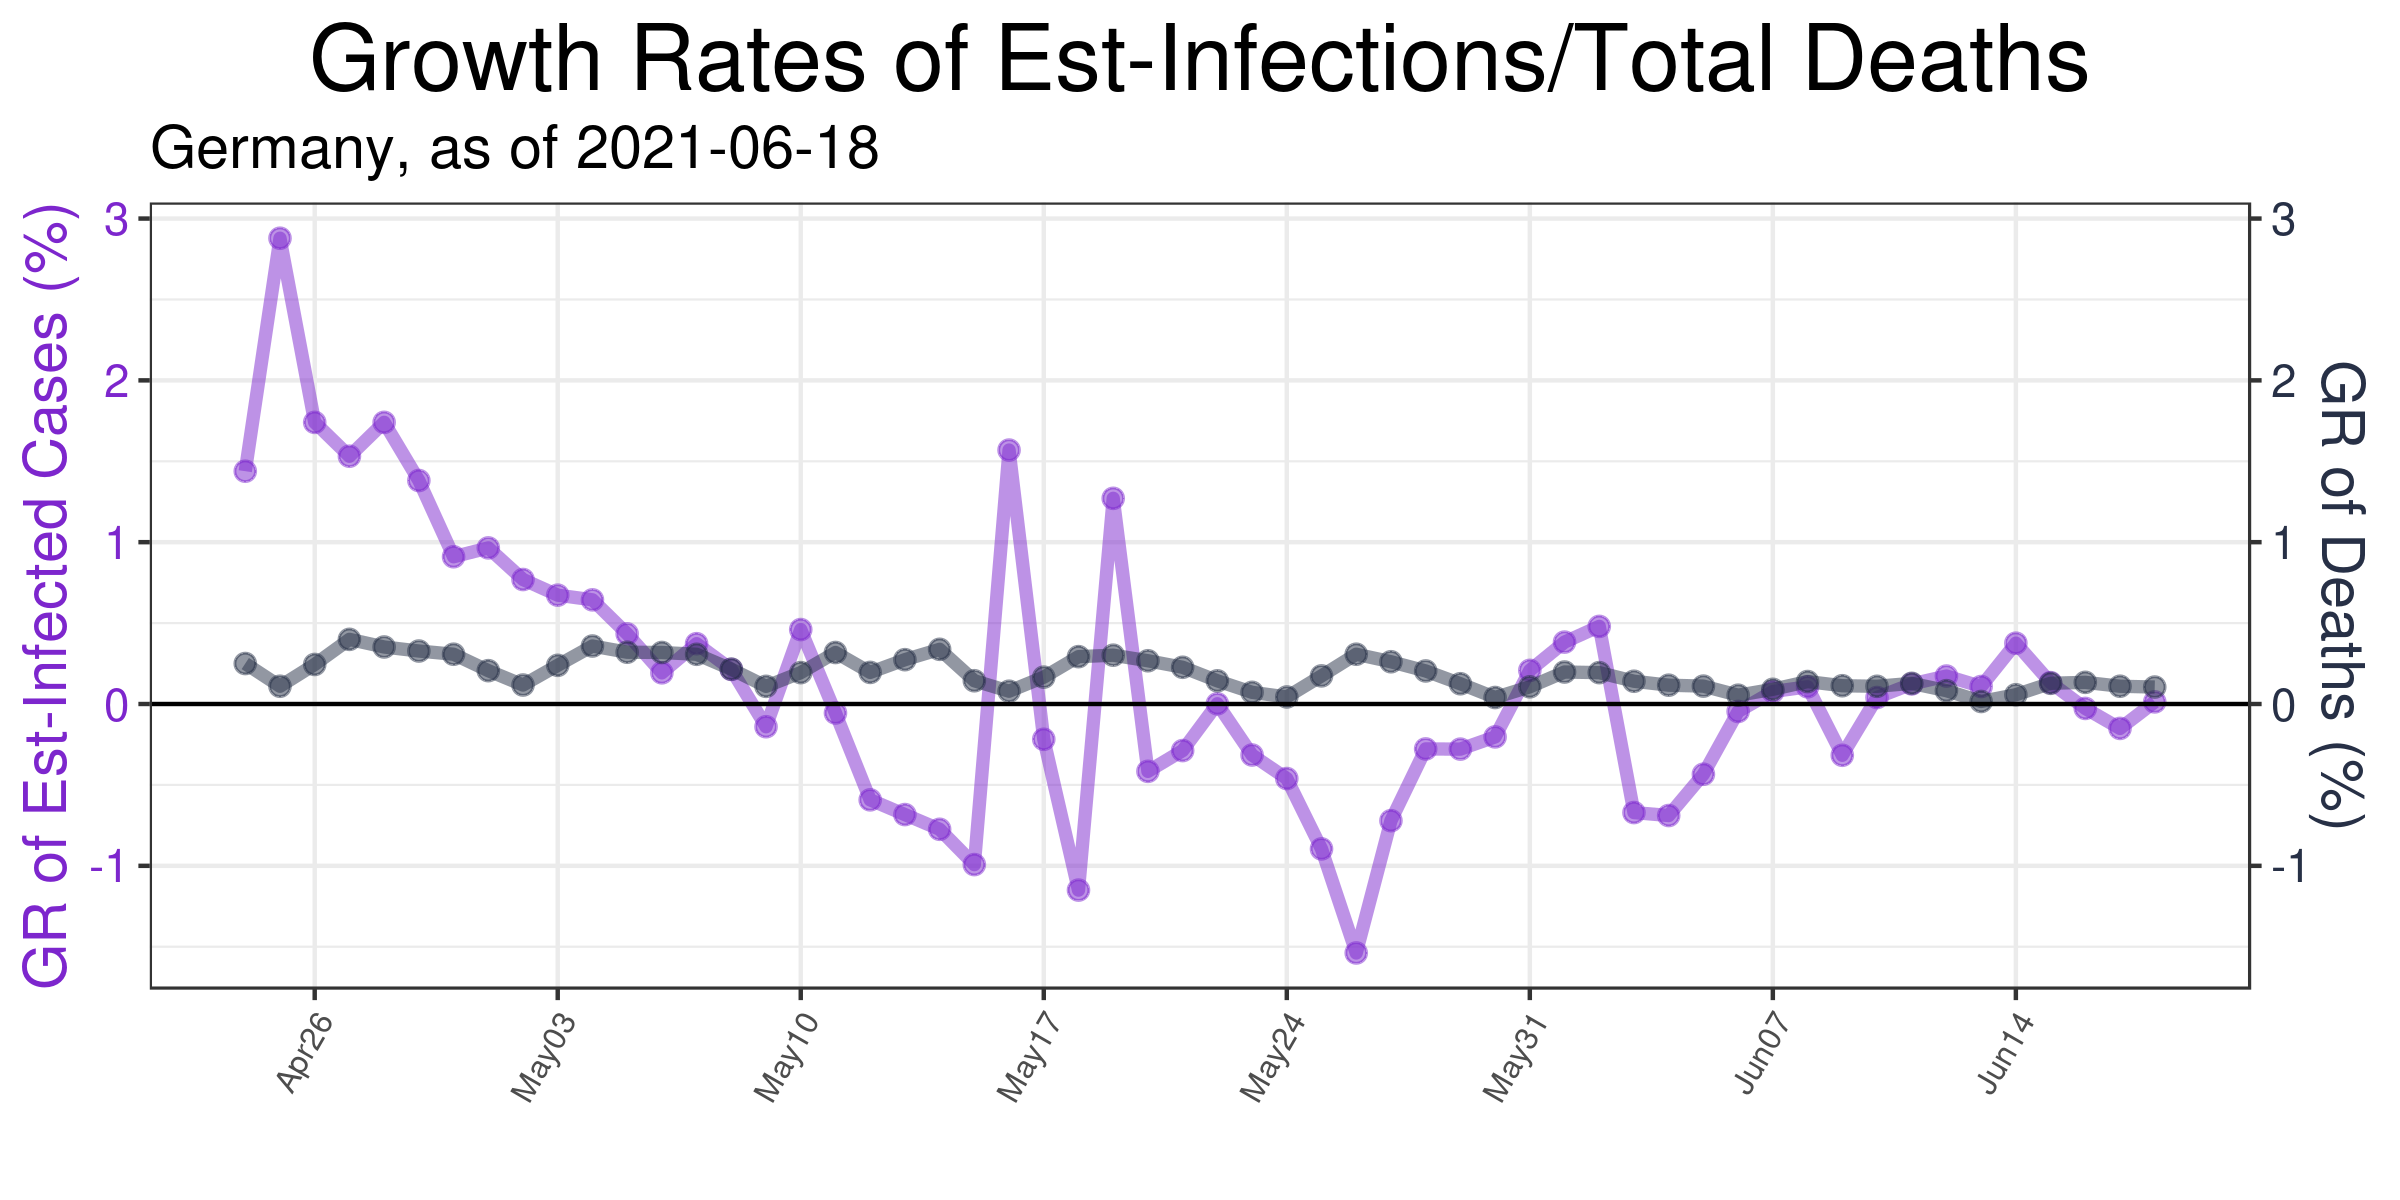 Growth Rates of Est-Infections/Total Deaths
Germany, as of 2021-06-18
GR of Est-Infected Cases (%)
3
2
1
0
-1
3
2
1
0
-1
GR of Deaths (%)
Apr26
May03
May10
May17
May24
May31
Jun07
Jun14